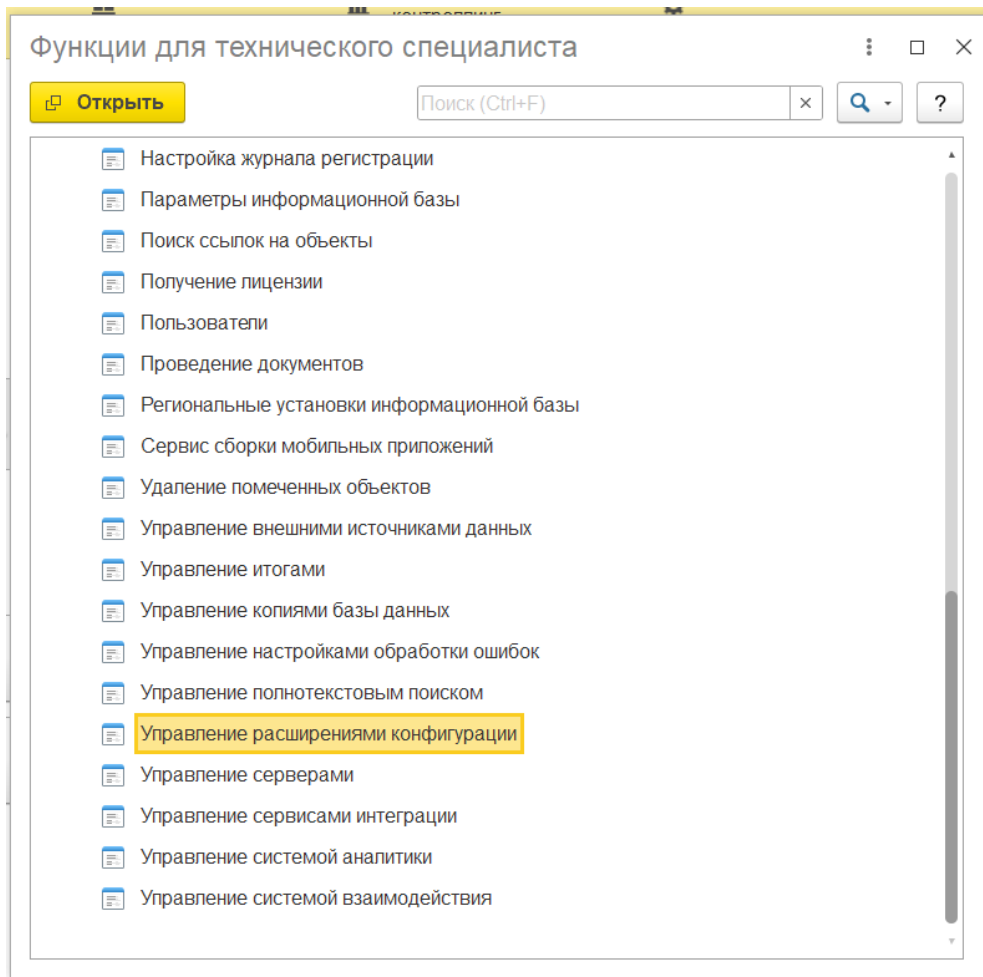 контроллинг
Функции для технического специалиста
Открыть
Поиск (Ctrl+F)
?
Настройка журнала регистрации
Параметры информационной базы
Поиск ссылок на объекты
Получение лицензии
Пользователи
Проведение документов
Региональные установки информационной базы
Сервис сборки мобильных приложений
Удаление помеченных объектов
Управление внешними источниками данных
Управление итогами
Управление копиями базы данных
Управление настройками обработки ошибок
Управление полнотекстовым поиском
Управление расширениями конфигурации
Управление серверами
Управление сервисами интеграции
Управление системой аналитики
Управление системой взаимодействия